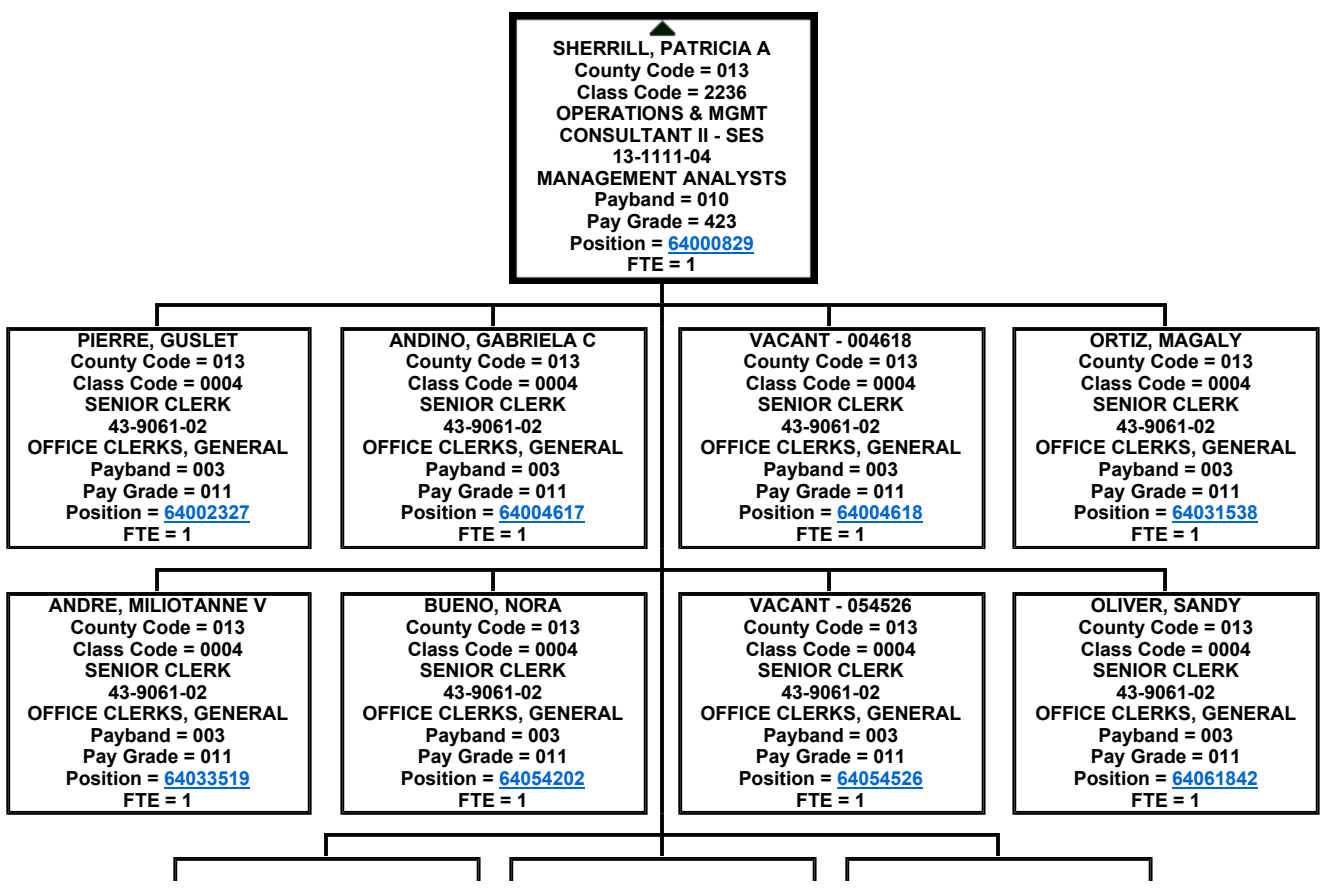 SHERRILL, PATRICIA A
County Code = 013
Class Code = 2236
OPERATIONS & MGMT
CONSULTANT II - SES
13-1111-04
MANAGEMENT ANALYSTS
Payband = 010
Pay Grade = 423
Position = 64000829
FTE = 1
PIERRE, GUSLET
County Code = 013
Class Code = 0004
SENIOR CLERK
43-9061-02
OFFICE CLERKS, GENERAL
Payband = 003
Pay Grade = 011
Position = 64002327
FTE = 1
ANDINO, GABRIELA C
County Code = 013
Class Code = 0004
SENIOR CLERK
43-9061-02
OFFICE CLERKS, GENERAL
Payband = 003
Pay Grade = 011
Position = 64004617
FTE = 1
VACANT - 004618
County Code = 013
Class Code = 0004
SENIOR CLERK
43-9061-02
OFFICE CLERKS, GENERAL
Payband = 003
Pay Grade = 011
Position = 64004618
FTE = 1
ORTIZ, MAGALY
County Code = 013
Class Code = 0004
SENIOR CLERK
43-9061-02
OFFICE CLERKS, GENERAL
Payband = 003
Pay Grade = 011
Position = 64031538
FTE = 1
ANDRE, MILIOTANNE V
County Code = 013
Class Code = 0004
SENIOR CLERK
43-9061-02
OFFICE CLERKS, GENERAL
Payband = 003
Pay Grade = 011
Position = 64033519
FTE = 1
BUENO, NORA
County Code = 013
Class Code = 0004
SENIOR CLERK
43-9061-02
OFFICE CLERKS, GENERAL
Payband = 003
Pay Grade = 011
Position = 64054202
FTE = 1
VACANT - 054526
County Code = 013
Class Code = 0004
SENIOR CLERK
43-9061-02
OFFICE CLERKS, GENERAL
Payband = 003
Pay Grade = 011
Position = 64054526
FTE = 1
OLIVER, SANDY
County Code = 013
Class Code = 0004
SENIOR CLERK
43-9061-02
OFFICE CLERKS, GENERAL
Payband = 003
Pay Grade = 011
Position = 64061842
FTE = 1